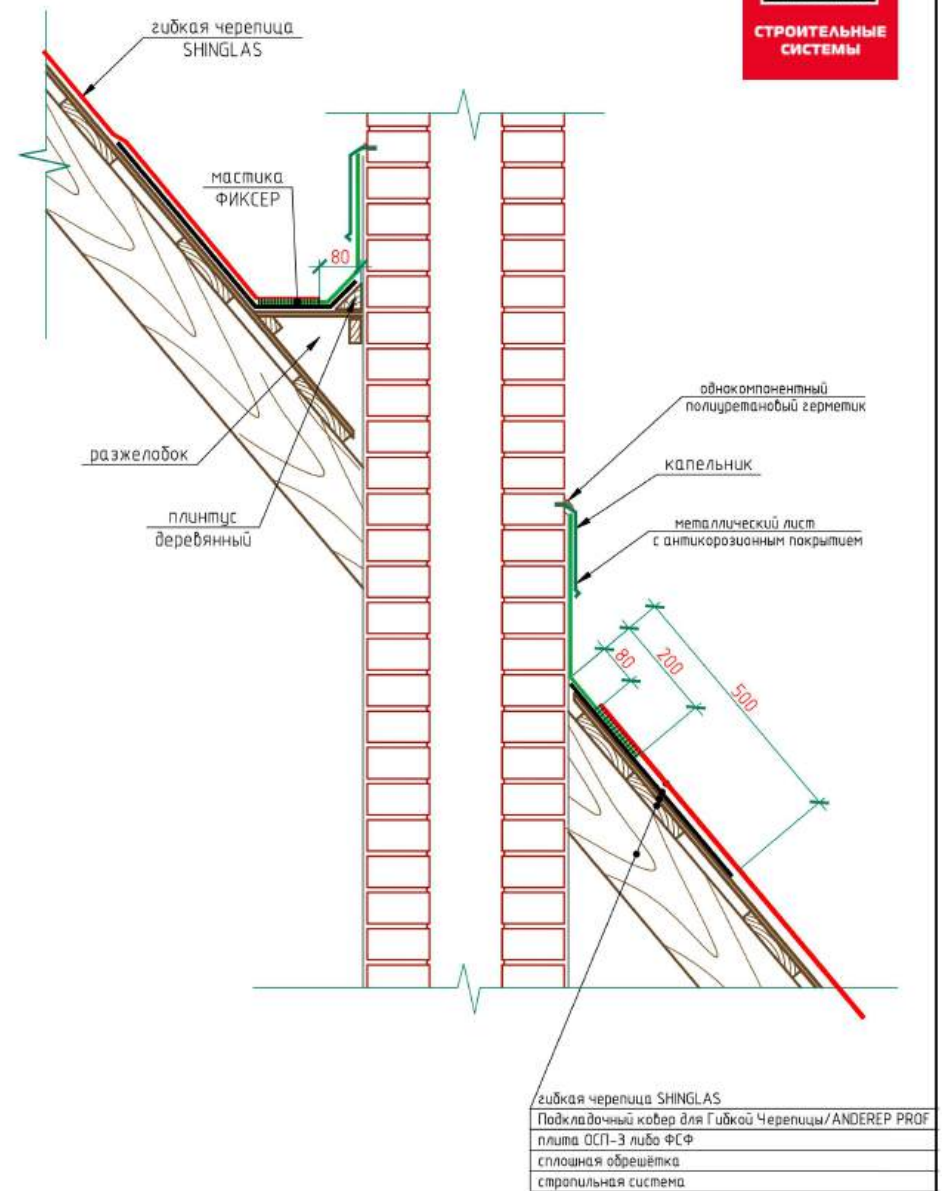 гибкая черепица
SHINGLAS
СТРОИТЕЛЬНЫЕ
СИСТЕМЫ
мастика
ФИКСЕР
80
однокомпонентный
полиуретановый герметик
капельник
разжелобок
плинтус
деревянный
металлический лист
с антикорозионным покрытием
80
200
500
гибкая черепица SHINGLAS
Подкладочный ковер для Гибкой Черепицы/ANDEREP PROF
плита ОСП-3 либо ФСФ
сплошная обрешётка
стропильная система